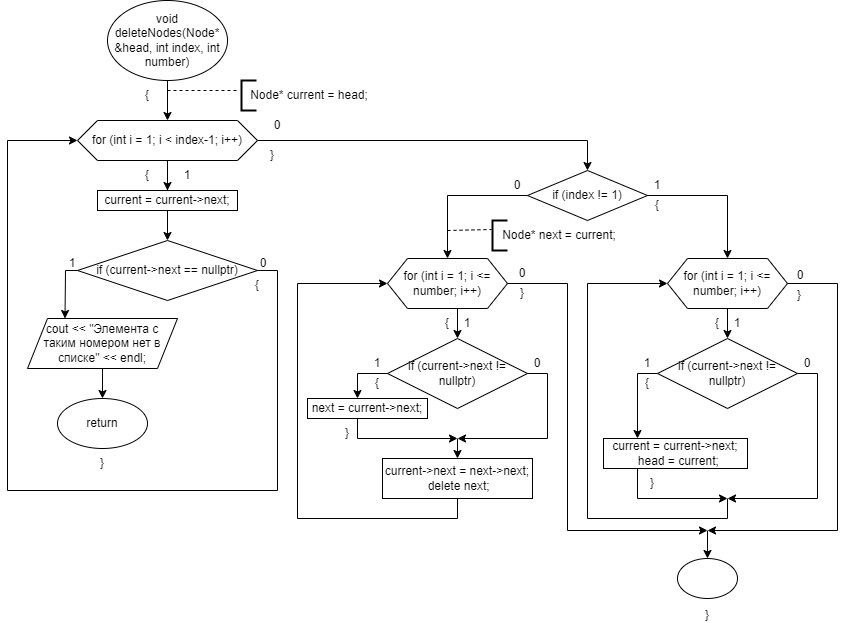 void
deleteNodes(Node*
&head, int index, int
number)
{
Node* current = head;
for (int i = 1; i < index-1; i++)
0
}
{
1
current = current->next;
if (current->next == nullptr)
1
0
{
cout << "Элемента с
таким номером нет в
списке" << endl;
return
}
if (index != 1)
0
1
{
Node* next = current;
for (int i = 1; i <=
number; i++)
0
}
{
1
if (current->next !=
nullptr)
1
0
{
next = current->next;
}
current->next = next->next;
delete next;
for (int i = 1; i <=
number; i++)
0
}
{
1
if (current->next !=
nullptr)
1
0
{
current = current->next;
head = current;
}
}